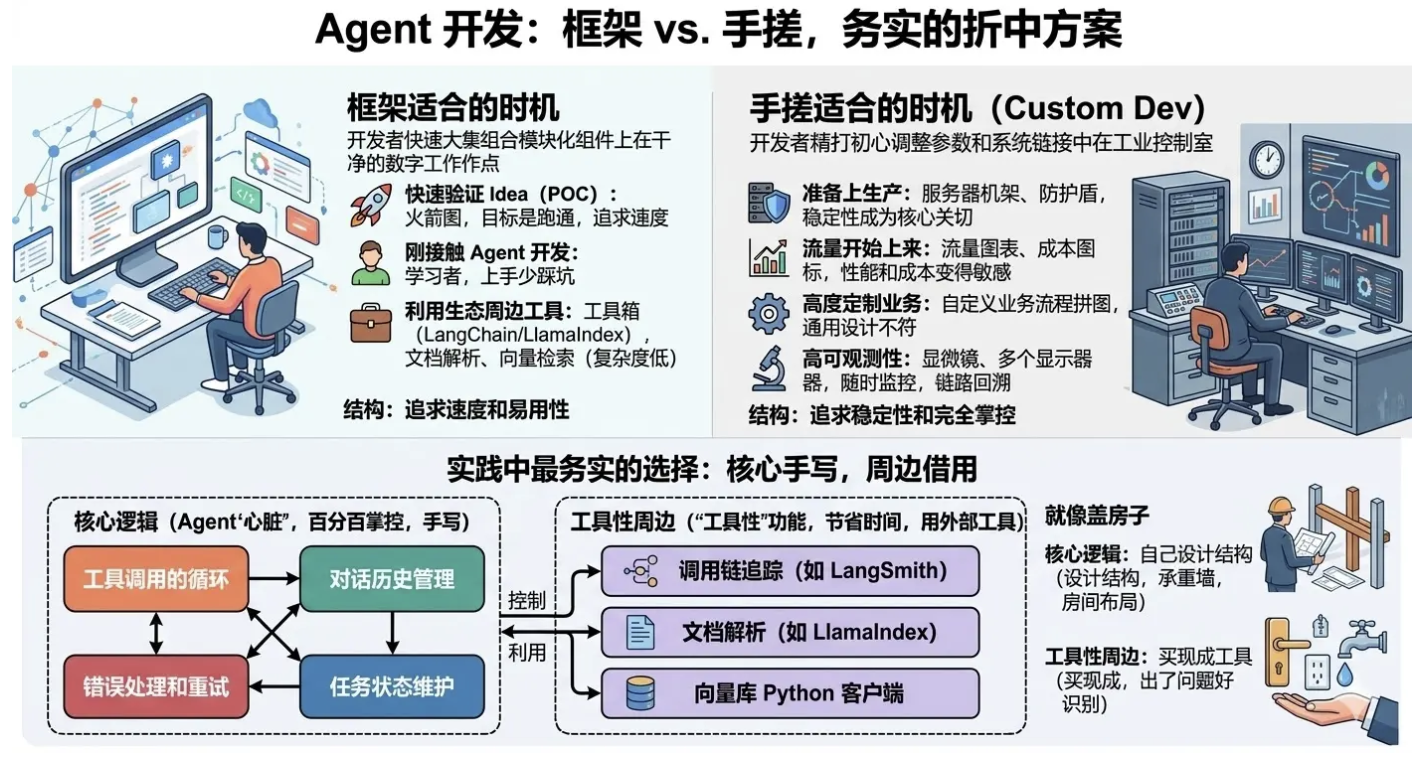 Agent 开发：框架 vs. 手搓，务实的折中方案
框架适合的时机
开发者快速大集组合模块化组件上在干
净的数字工作作点
快速验证 Idea（POC）：
火箭图，目标是跑通，追求速度
刚接触 Agent 开发：
学习者，上手少踩坑
利用生态周边工具：工具箱
（LangChain/LlamaIndex），
文档解析、向量检索（复杂度低）
结构：追求速度和易用性
手搓适合的时机（Custom Dev）
开发者精打初心调整参数和系统链接中在工业控制室
准备上生产：服务器机架、防护盾，
稳定性成为核心关切
流量开始上来：流量图表、成本图
标，性能和成本变得敏感
高度定制业务：自定义业务流程拼图，
通用设计不符
高可观测性：显微镜、多个显示器
器，随时监控，链路回溯
结构：追求稳定性和完全掌控
实践中最务实的选择：核心手写，周边借用
核心逻辑（Agent‘心脏”，百分百掌控，手写）
工具调用的循环
对话历史管理
错误处理和重试
任务状态维护
控制
利用
工具性周边（“工具性”功能，节省时间，用外部工具）
调用链追踪（如 LangSmith）
文档解析（如 LlamaIndex）
向量库 Python 客户端
就像盖房子
核心逻辑：自己设计结构
（设计结构，承重墙，
房间布局）
工具性周边：买现成工具
（买现成，出了问题好
识别）